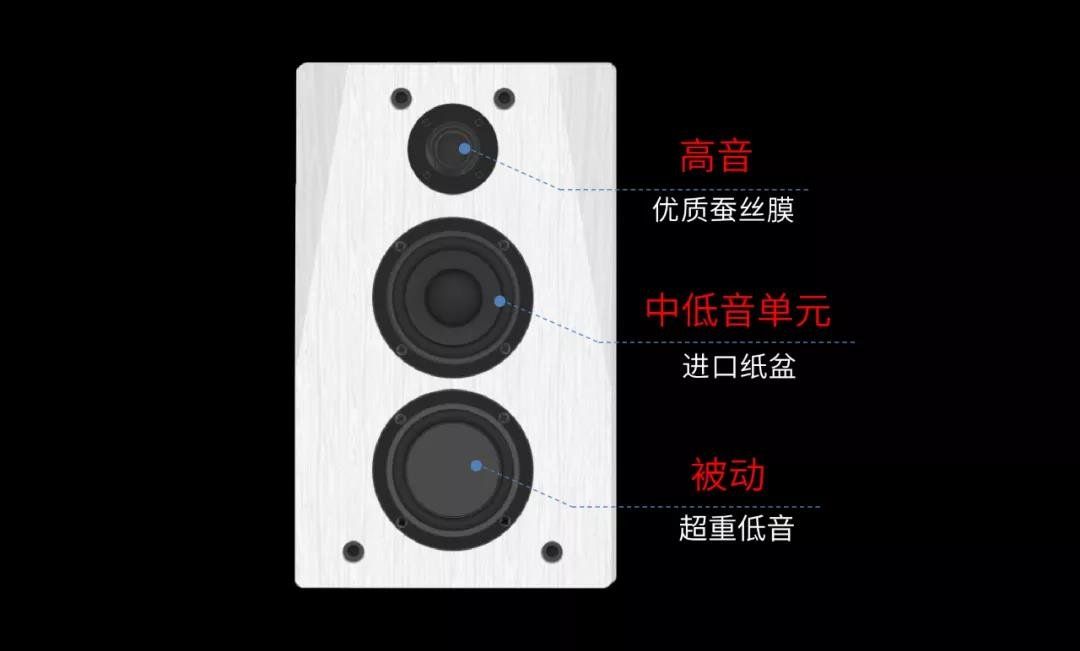 高音
优质蚕丝膜
中低音单元
进口纸盆
被动
超重低音